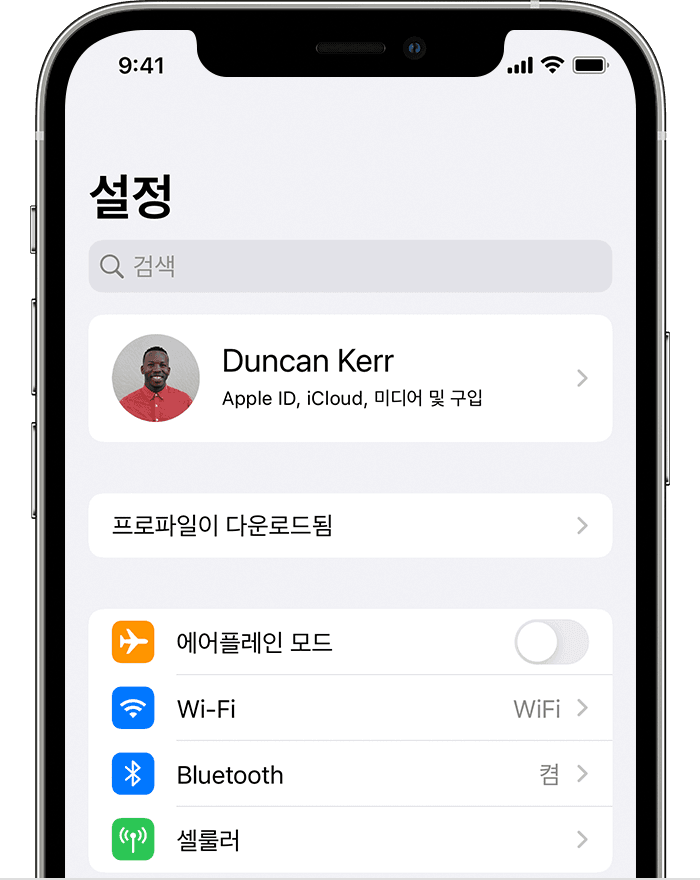 9:41
설정
검색
Duncan Kerr
Apple ID, iCloud, 미디어 및 구입
프로파일이 다운로드됨
에어플레인 모드
Wi-Fi WiFi
Bluetooth 켬
셀룰러